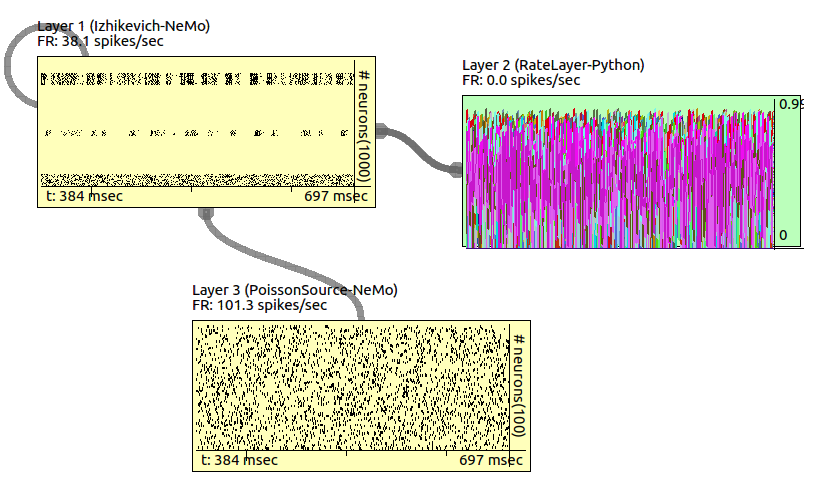 Layer 1 (Izhikevich-NeMo)
FR: 38.1 spikes/sec
# neurons(1000)
t: 384 msec
697 msec
Layer 2 (RateLayer-Python)
FR: 0.0 spikes/sec
0.99
0
Layer 3 (PoissonSource-NeMo)
FR: 101.3 spikes/sec
# neurons(100)
t: 384 msec
697 msec